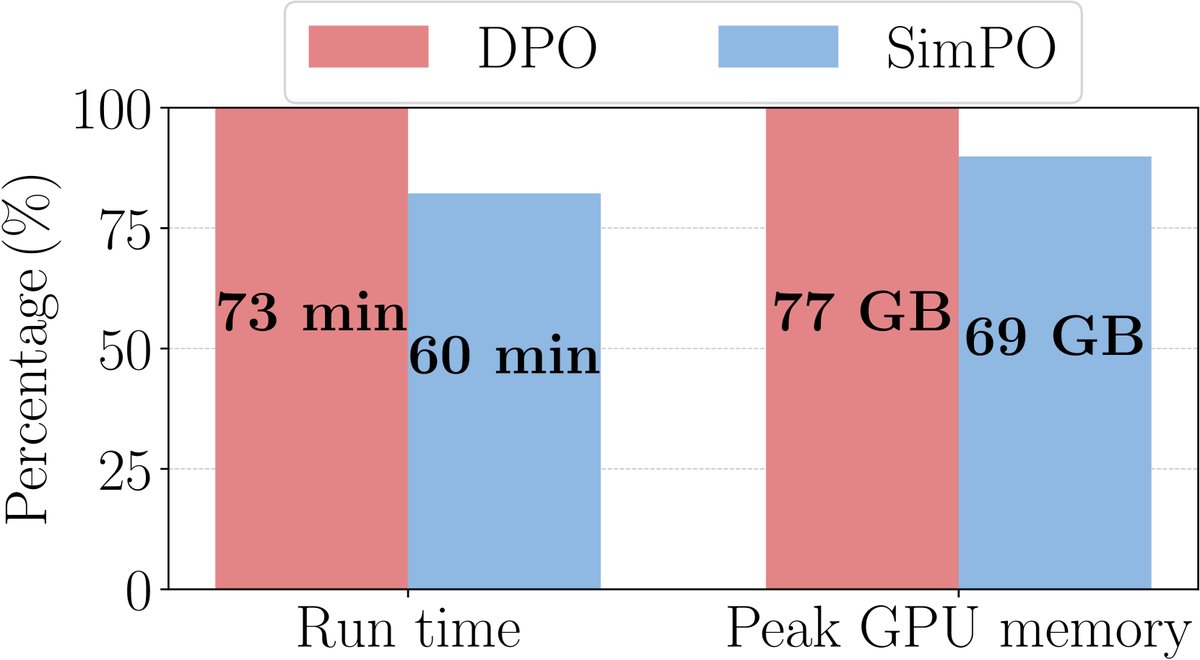 DPO SimPO
Percentage (%)
100
75
50
25
0
73 min
60 min
77 GB
69 GB
Run time
Peak GPU memory